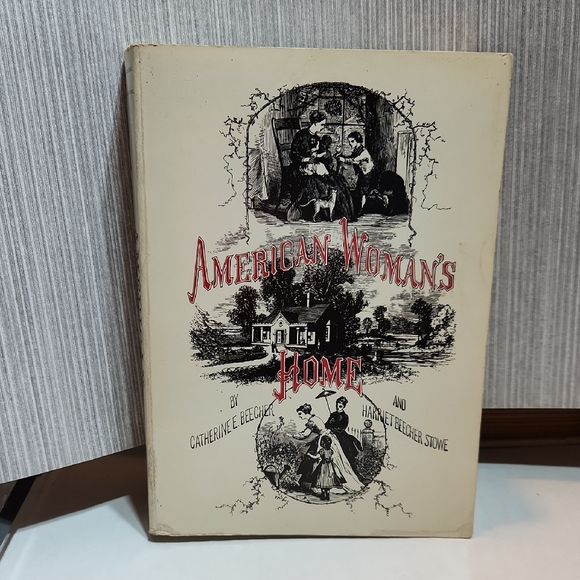 AMERICAN WOMAN'S
HOME
BY
CATHERINE E. BEECHER
AND
HARRIET BEECHER STOWE